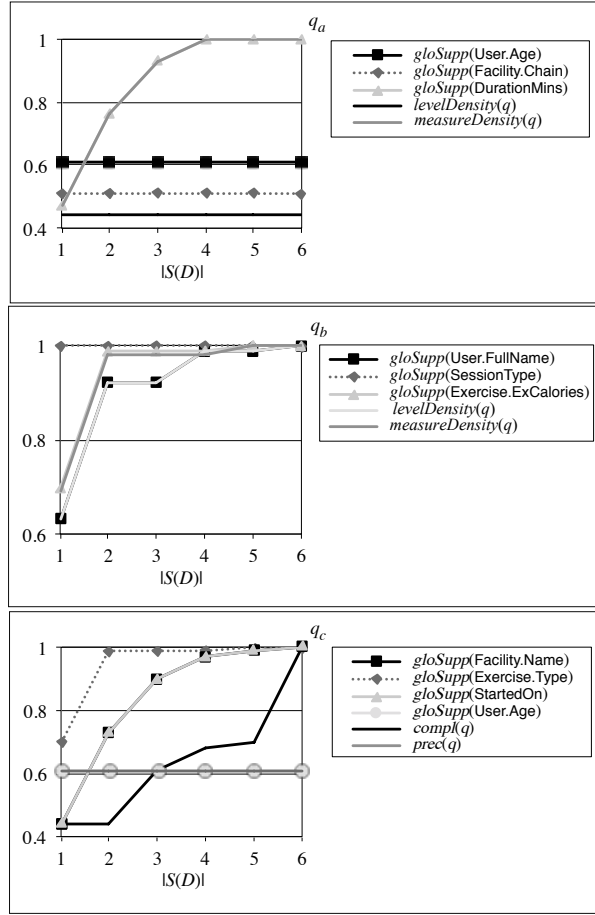 q_a
1
0.8
0.6
0.4
1 2 3 4 5 6
|S(D)|
gloSupp(User.Age)
gloSupp(Facility.Chain)
gloSupp(DurationMins)
levelDensity(q)
measureDensity(q)
q_b
1
0.8
0.6
1 2 3 4 5 6
|S(D)|
gloSupp(User.FullName)
gloSupp(SessionType)
gloSupp(Exercise.ExCalories)
levelDensity(q)
measureDensity(q)
q_c
1
0.8
0.6
0.4
1 2 3 4 5 6
|S(D)|
gloSupp(Facility.Name)
gloSupp(Exercise.Type)
gloSupp(StartedOn)
gloSupp(User.Age)
compl(q)
prec(q)